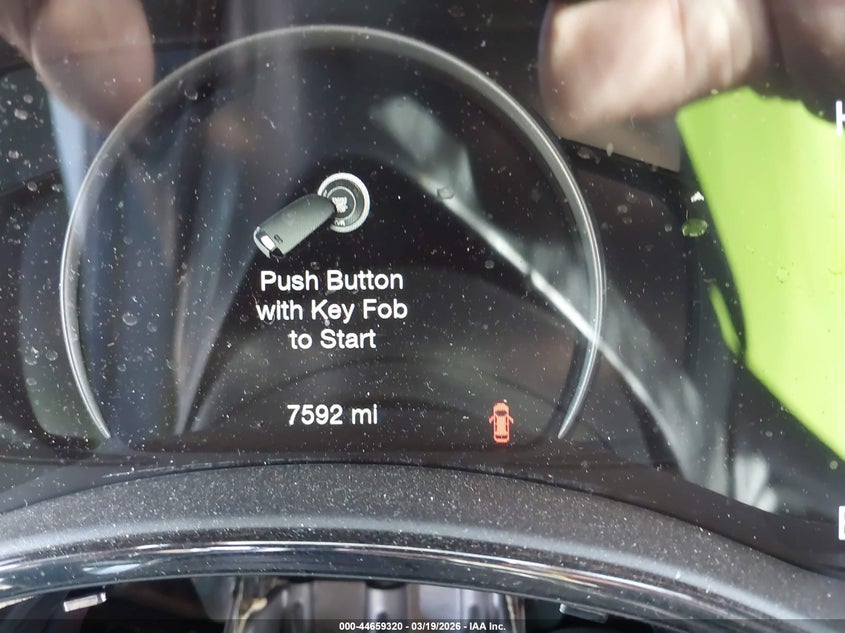 Push Button
with Key Fob
to Start
7592 mi
H
E
000-44659320 - 03/19/2026 - IAA Inc.